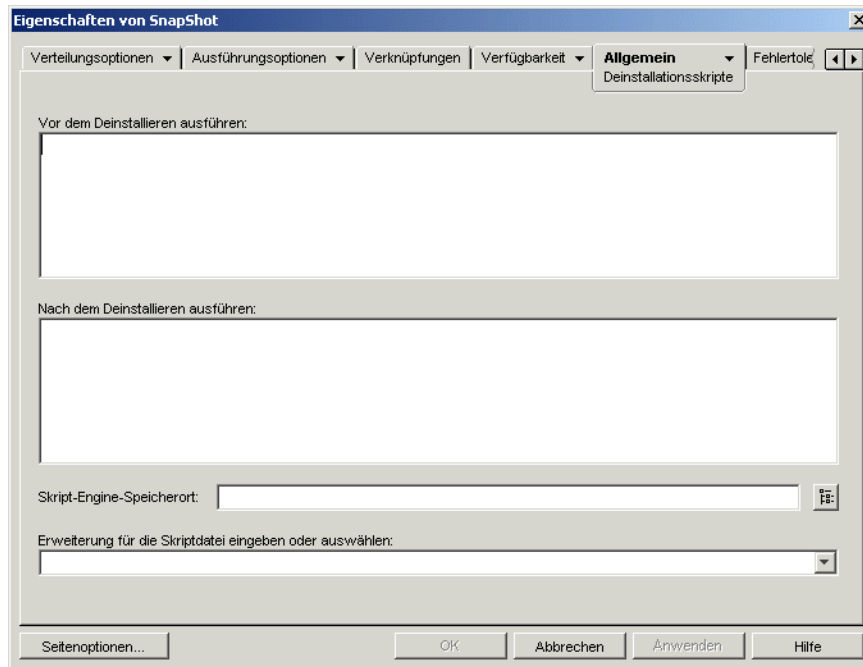 Eigenschaften von SnapShot
Verteilungsoptionen Ausführungsoptionen Verknüpfungen Verfügbarkeit Allgemein Fehlertole
Deinstallationsskripte
Vor dem Deinstallieren ausführen:
Nach dem Deinstallieren ausführen:
Skript-Engine-Speicherort:
Erweiterung für die Skriptdatei eingeben oder auswählen:
Seitenoptionen... OK Abbrechen Anwenden Hilfe